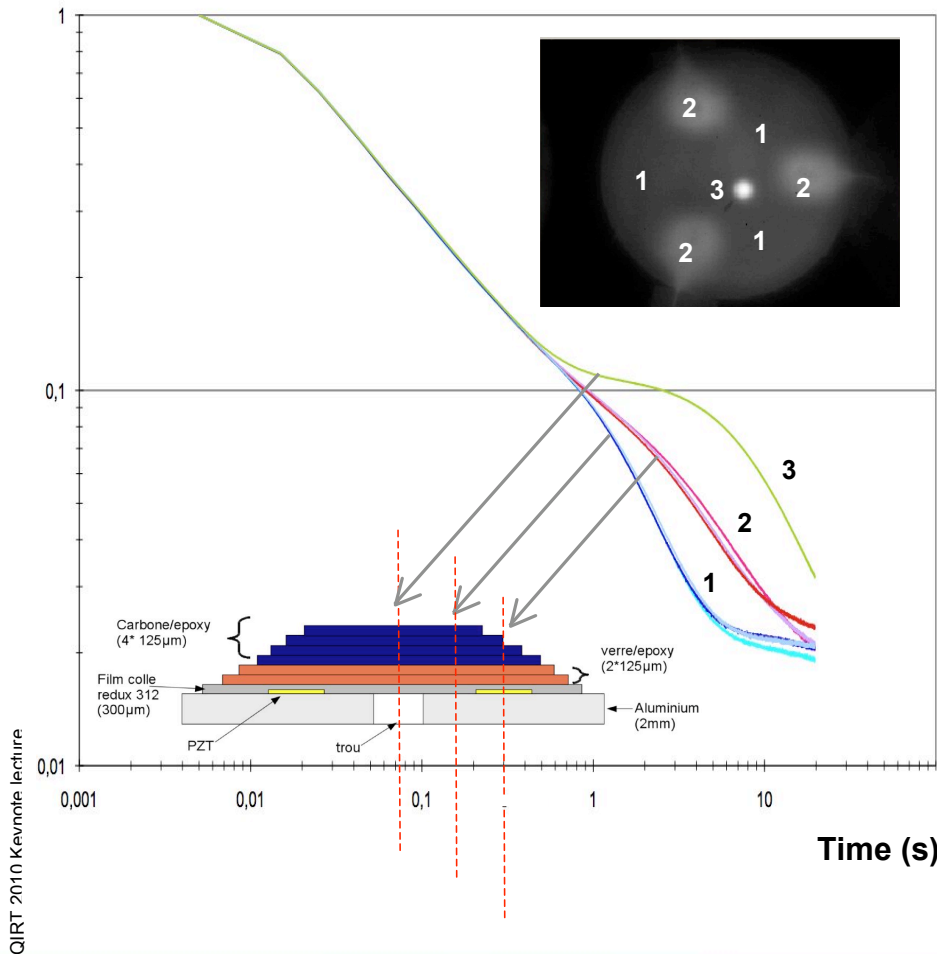 1
0,1
0,01
0,001
0,01
0,1
1
10
Time (s)
2
1
1
3
2
2
1
3
2
1
Carbone/epoxy
(4* 125µm)
verre/epoxy
(2*125µm)
Film colle
redux 312
(300µm)
Aluminium
(2mm)
PZT
trou
QIRT 2010 Keynote lecture